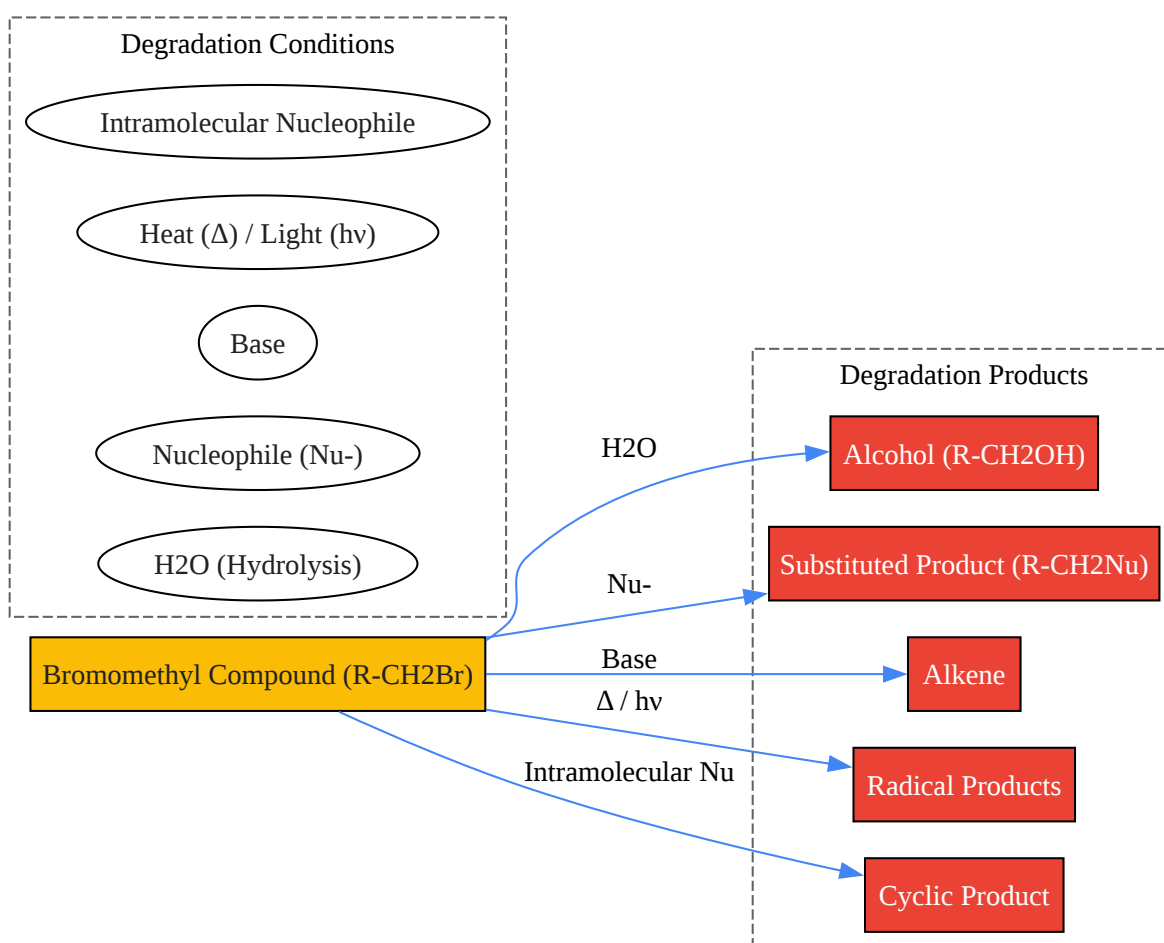 Degradation Conditions
Intramolecular Nucleophile
Heat (Δ) / Light (hν)
Base
Nucleophile (Nu-)
H2O (Hydrolysis)
Bromomethyl Compound (R-CH2Br)
H2O
Nu-
Base
Δ / hν
Intramolecular Nu
Degradation Products
Alcohol (R-CH2OH)
Substituted Product (R-CH2Nu)
Alkene
Radical Products
Cyclic Product